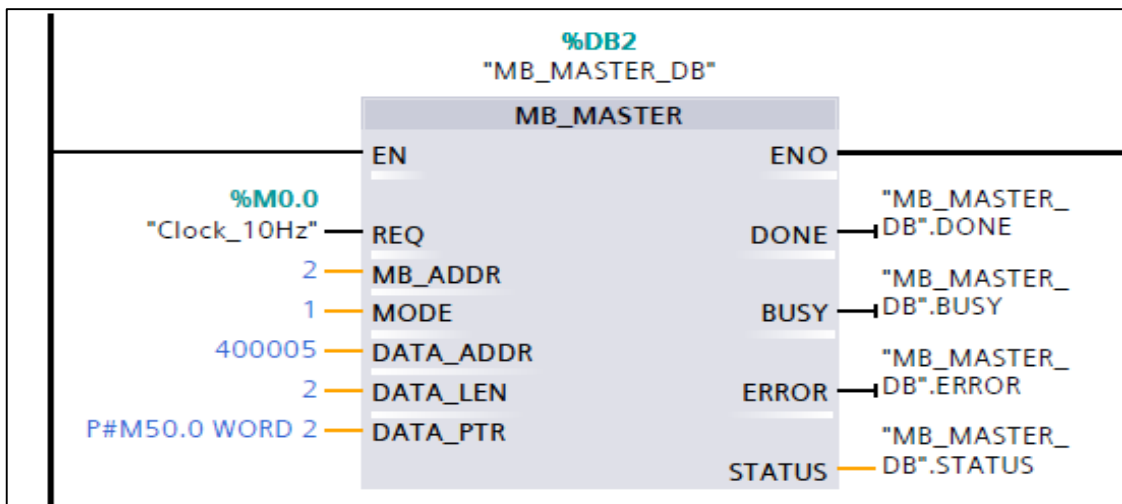 %DB2
"MB_MASTER_DB"
MB_MASTER
EN ENO
%M0.0
"Clock_10Hz" REQ
"MB_MASTER_
DONE DB".DONE
2 MB_ADDR
1 MODE
"MB_MASTER_
BUSY DB".BUSY
400005 DATA_ADDR
2 DATA_LEN
"MB_MASTER_
ERROR DB".ERROR
P#M50.0 WORD 2 DATA_PTR
"MB_MASTER_
STATUS DB".STATUS